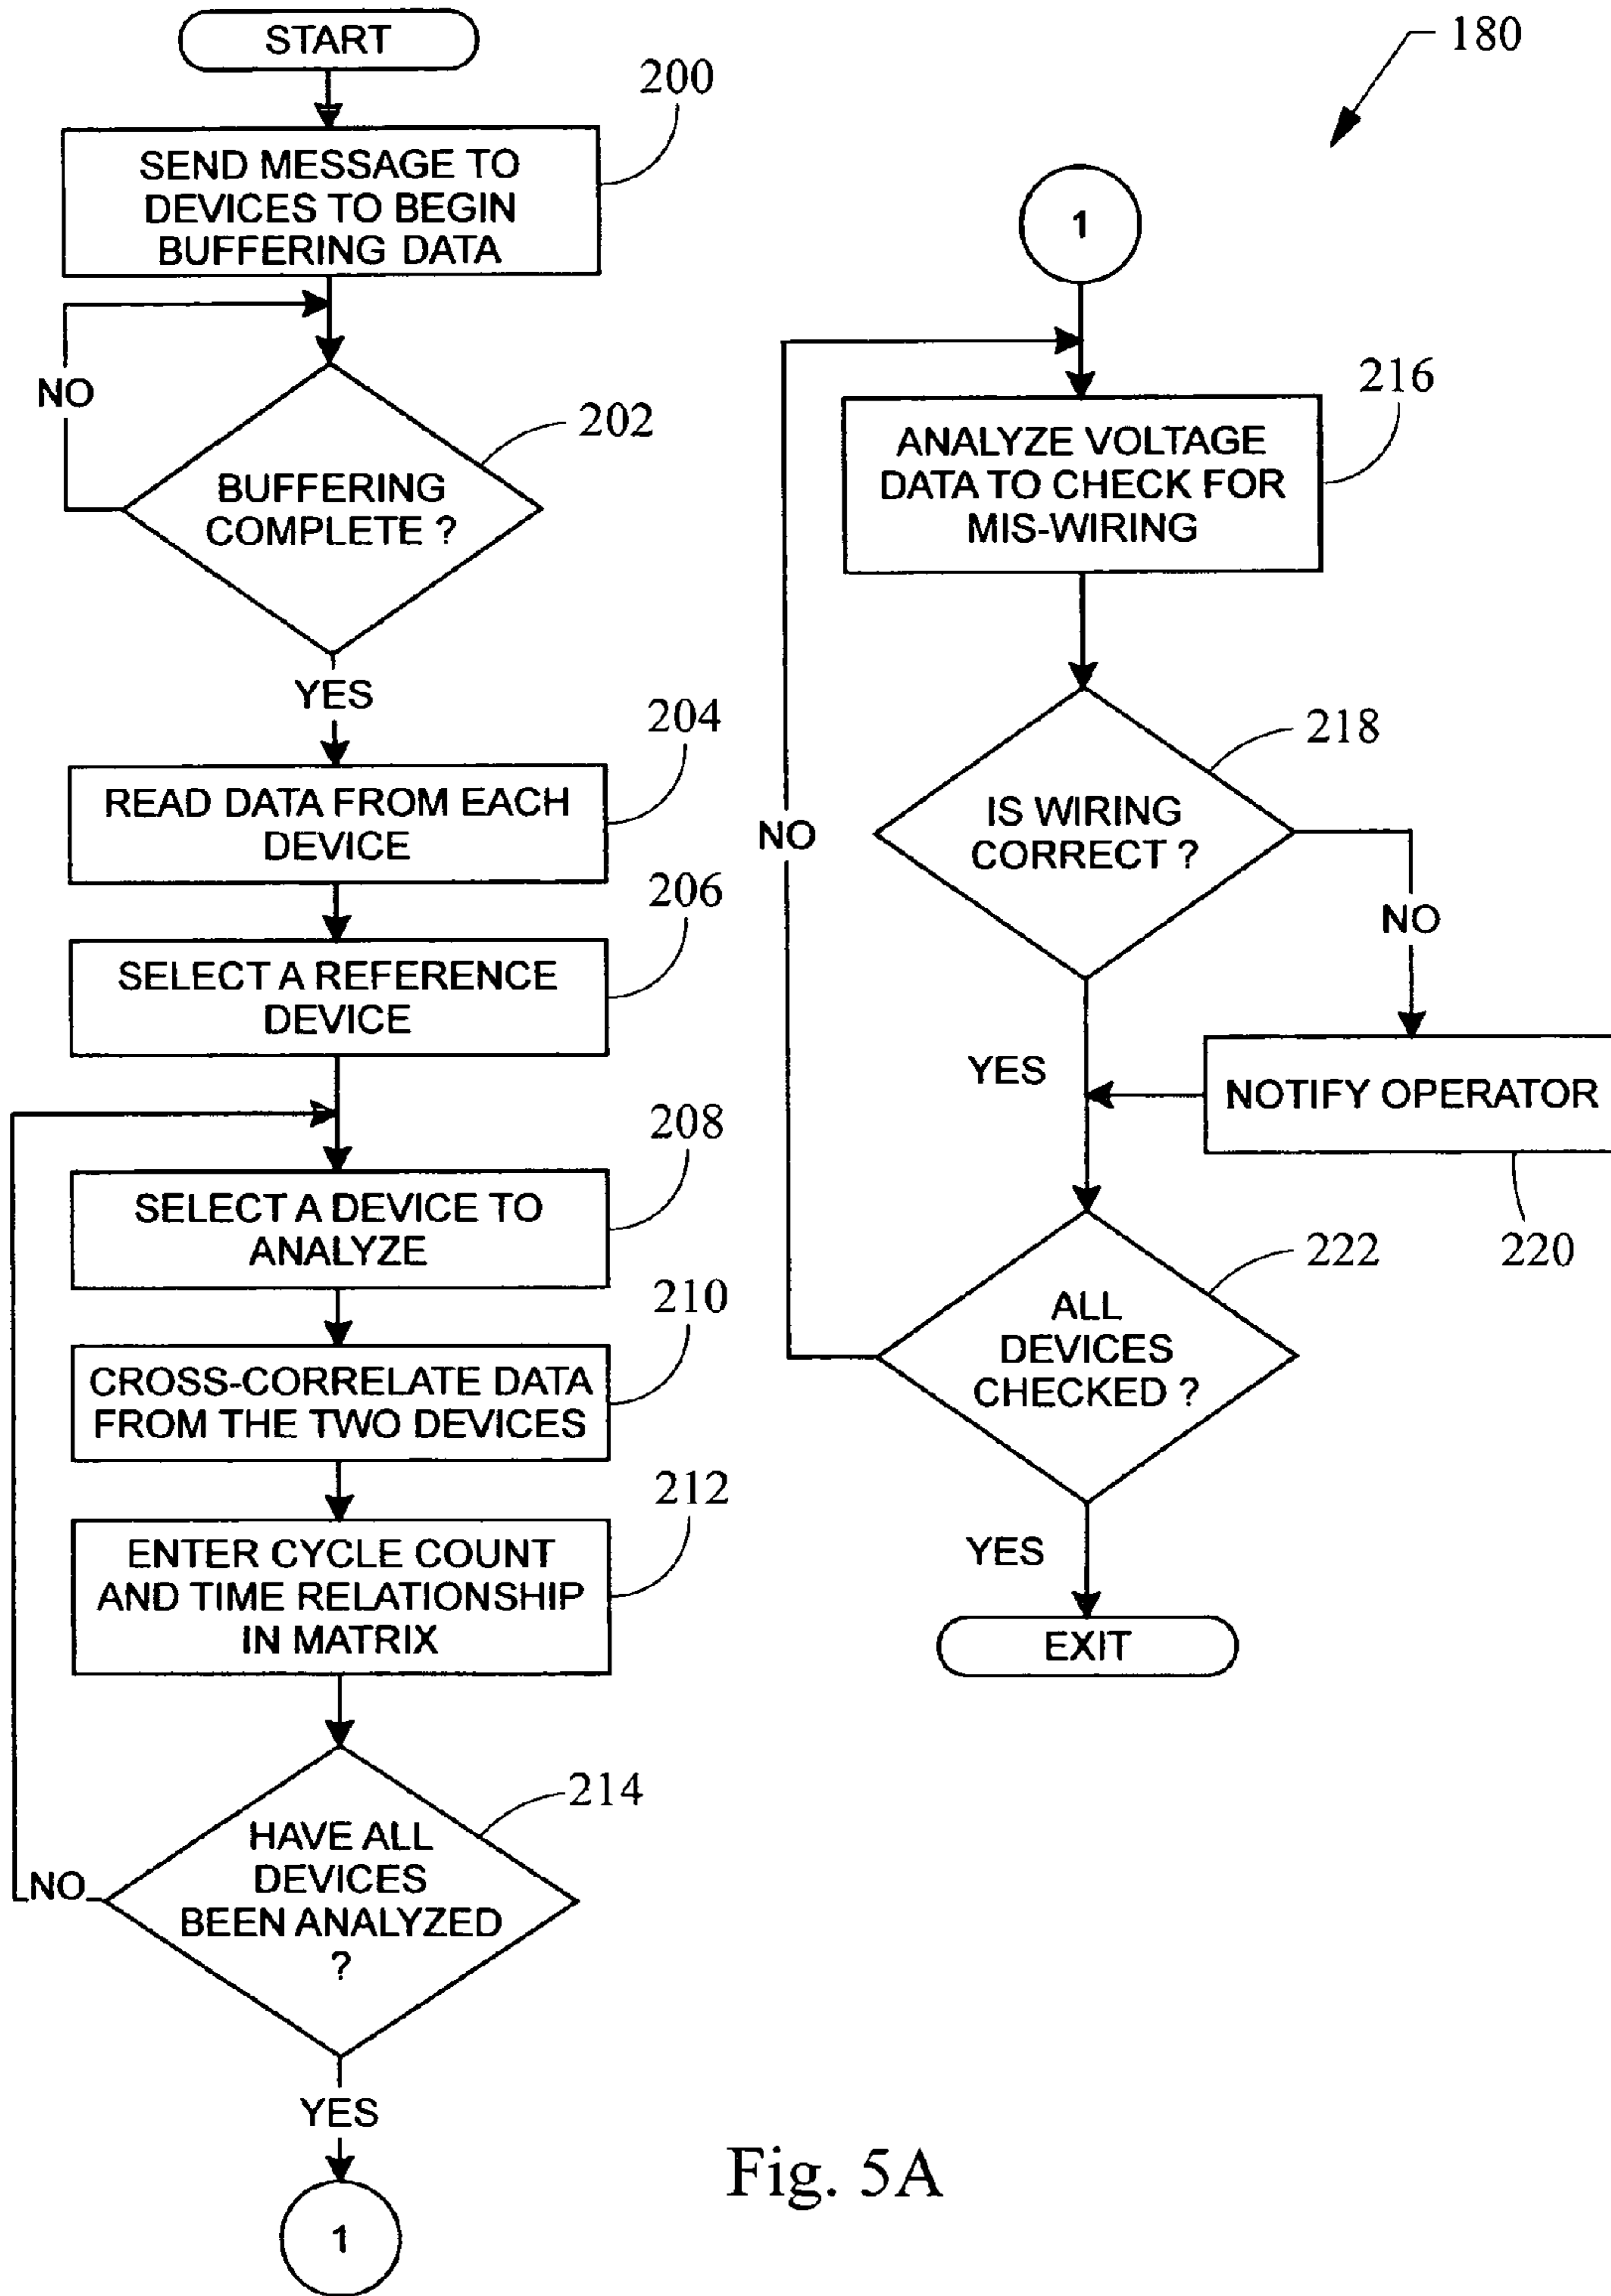 START
200
SEND MESSAGE TO
DEVICES TO BEGIN
BUFFERING DATA
NO
202
BUFFERING
COMPLETE ?
YES
204
READ DATA FROM EACH
DEVICE
206
SELECT A REFERENCE
DEVICE
208
SELECT A DEVICE TO
ANALYZE
210
CROSS-CORRELATE DATA
FROM THE TWO DEVICES
212
ENTER CYCLE COUNT
AND TIME RELATIONSHIP
IN MATRIX
214
HAVE ALL
DEVICES
BEEN ANALYZED
?
NO
YES
1
180
1
216
ANALYZE VOLTAGE
DATA TO CHECK FOR
MIS-WIRING
218
IS WIRING
CORRECT ?
NO
NO
YES
NOTIFY OPERATOR
220
222
ALL
DEVICES
CHECKED ?
YES
EXIT
Fig. 5A